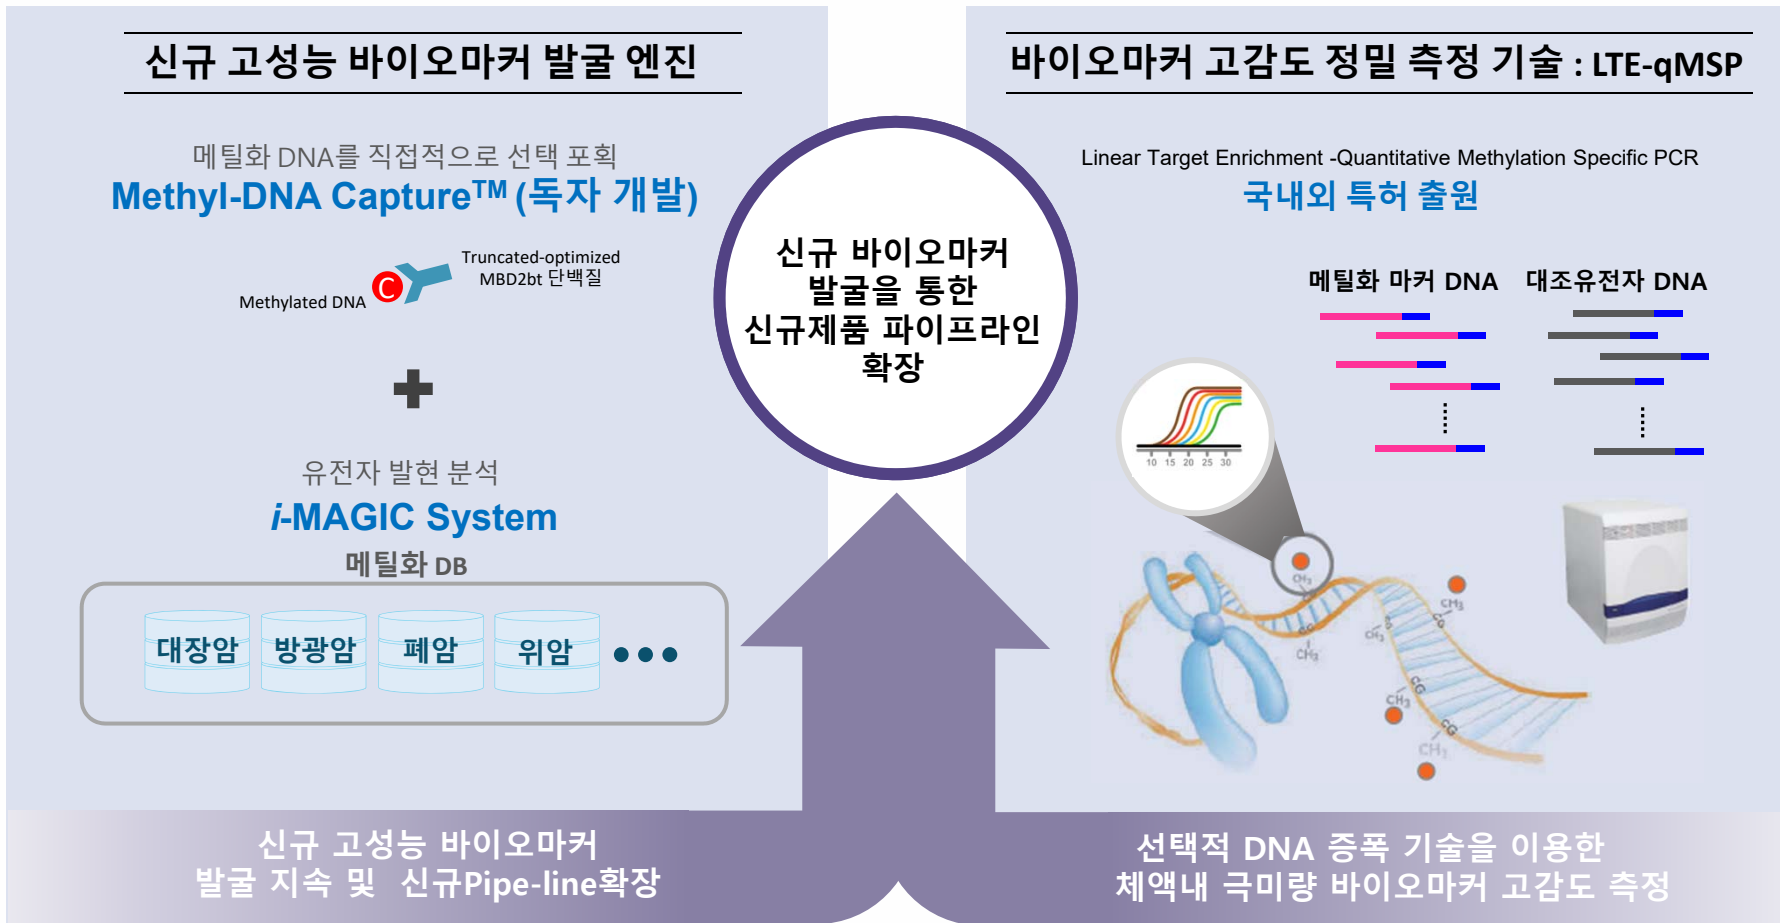 신규 고성능 바이오마커 발굴 엔진
메틸화 DNA를 직접적으로 선택 포획
Methyl-DNA Capture™ (독자 개발)
Truncated-optimized
MBD2bt 단백질
Methylated DNA
C
유전자 발현 분석
i-MAGIC System
메틸화 DB
대장암 방광암 폐암 위암 ●●●
신규 고성능 바이오마커
발굴 지속 및 신규Pipe-line확장
신규 바이오마커
발굴을 통한
신규제품 파이프라인
확장
바이오마커 고감도 정밀 측정 기술 : LTE-qMSP
Linear Target Enrichment -Quantitative Methylation Specific PCR
국내외 특허 출원
메틸화 마커 DNA 대조유전자 DNA
10 15 20 25 30
CH₃
CH₃
CG
CH₃
CG
CH₃
CG
CH₃
CG
CH₃
선택적 DNA 증폭 기술을 이용한
체액내 극미량 바이오마커 고감도 측정